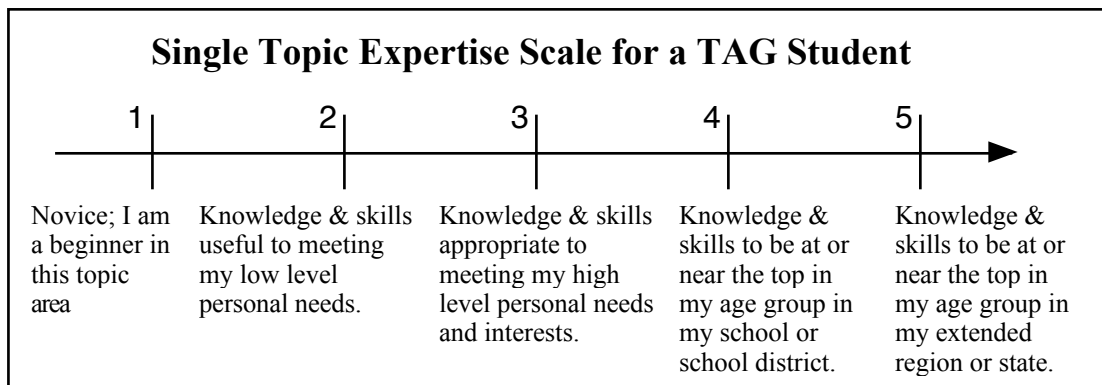 Single Topic Expertise Scale for a TAG Student
1 2 3 4 5
Novice; I am
a beginner in
this topic
area
Knowledge & skills
useful to meeting
my low level
personal needs.
Knowledge & skills
appropriate to
meeting my high
level personal needs
and interests.
Knowledge &
skills to be at or
near the top in
my age group in
my school or
school district.
Knowledge &
skills to be at or
near the top in
my age group in
my extended
region or state.